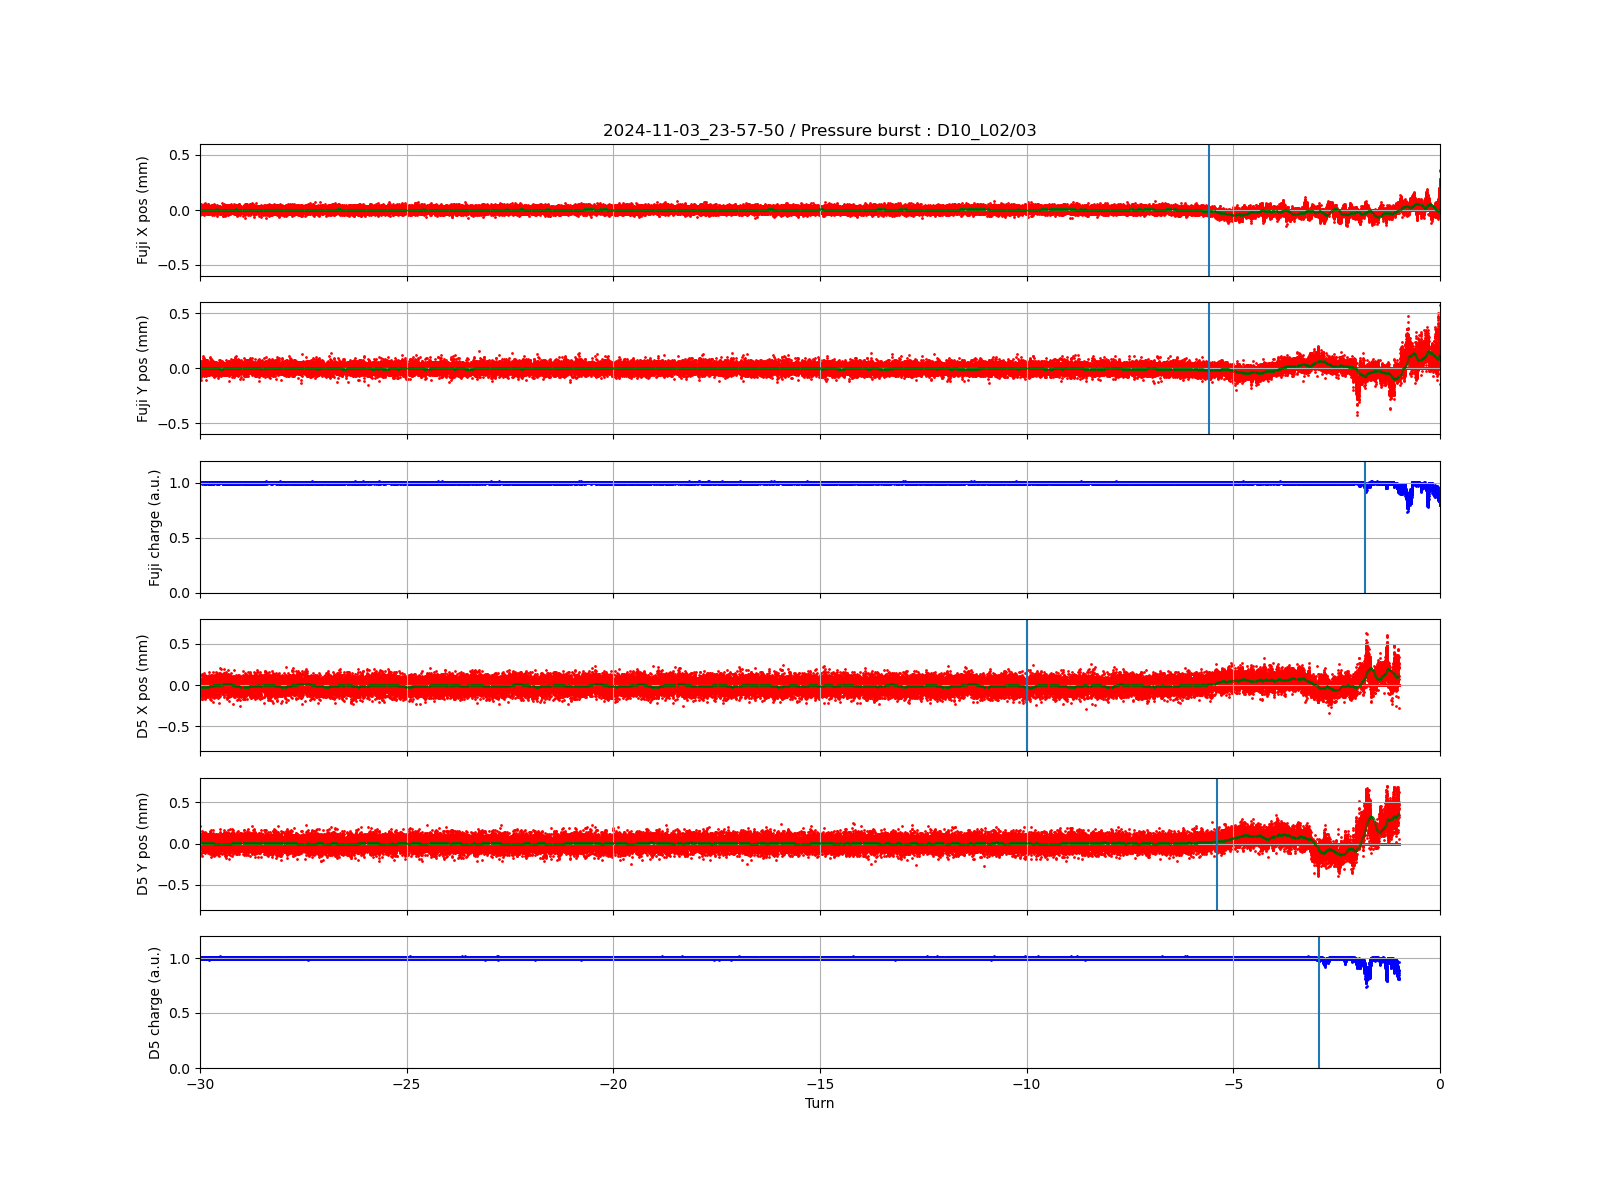 2024-11-03_23-57-50 / Pressure burst : D10_L02/03
Fuji X pos (mm)
0.5
0.0
−0.5
Fuji Y pos (mm)
0.5
0.0
−0.5
Fuji charge (a.u.)
1.0
0.5
0.0
D5 X pos (mm)
0.5
0.0
−0.5
D5 Y pos (mm)
0.5
0.0
−0.5
D5 charge (a.u.)
1.0
0.5
0.0
−30 −25 −20 −15 −10 −5 0
Turn